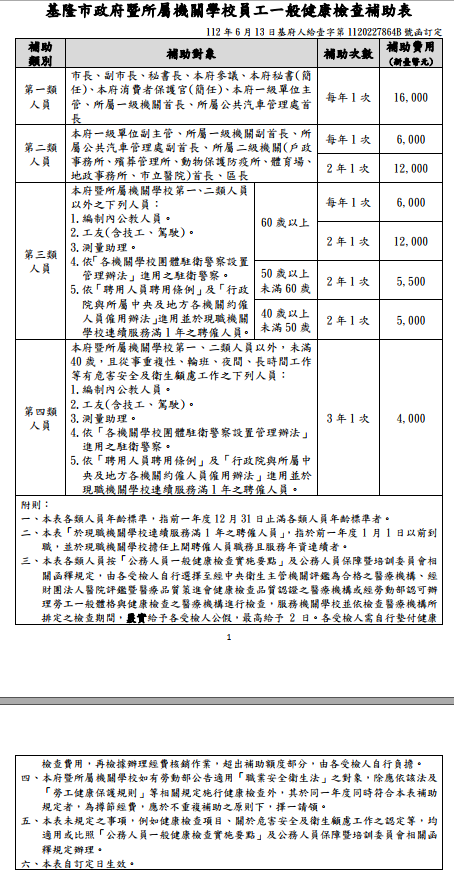 基隆市政府暨所屬機關學校員工一般健康檢查補助表
112 年 6 月 13 日基府人給壹字第 1120227864B 號函訂定
補助類別
補助對象
補助次數
補助費用
(新臺幣元)
第一類人員
市長、副市長、秘書長、本府參議、本府秘書(簡
任)、本府消費者保護官(簡任)、本府一級單位主
管、所屬一級機關首長、所屬公共汽車管理處首
長
每年 1 次
16,000
第二類人員
本府一級單位副主管、所屬一級機關副首長、所
屬公共汽車管理處副首長、所屬二級機關(戶政
事務所、殯葬管理所、動物保護防疫所、體育場、
地政事務所、市立醫院)首長、區長
每年 1 次
6,000
2 年 1 次
12,000
第三類人員
本府暨所屬機關學校第一、二類人員
以外之下列人員：
1.編制內公教人員。
2.工友(含技工、駕駛)。
3.測量助理。
4.依「各機關學校團體駐衛警察設置
管理辦法」進用之駐衛警察。
5.依「聘用人員聘用條例」及「行政
院與所屬中央及地方各機關約僱
人員僱用辦法」進用並於現職機關
學校連續服務滿 1 年之聘僱人員。
60 歲以上
每年 1 次
6,000
2 年 1 次
12,000
50 歲以上
未滿 60 歲
2 年 1 次
5,500
40 歲以上
未滿 50 歲
2 年 1 次
5,000
第四類人員
本府暨所屬機關學校第一、二類人員以外，未滿
40 歲，且從事重複性、輪班、夜間、長時間工作
等有危害安全及衛生顧慮工作之下列人員：
1.編制內公教人員。
2.工友(含技工、駕駛)。
3.測量助理。
4.依「各機關學校團體駐衛警察設置管理辦法」
進用之駐衛警察。
5.依「聘用人員聘用條例」及「行政院與所屬中
央及地方各機關約僱人員僱用辦法」進用並於
現職機關學校連續服務滿 1 年之聘僱人員。
3 年 1 次
4,000
附則：
一、本表各類人員年齡標準，指前一年度 12 月 31 日止滿各類人員年齡標準者。
二、本表「於現職機關學校連續服務滿 1 年之聘僱人員」，指於前一年度 1 月 1 日以前到
職，並於現職機關學校擔任上開聘僱人員職務且服務年資連續者。
三、本表各類人員按「公務人員一般健康檢查實施要點」及公務人員保障暨培訓委員會相
關函釋規定，由各受檢人自行選擇至經中央衛生主管機關評鑑為合格之醫療機構、經
財團法人醫院評鑑暨醫療品質策進會健康檢查品質認證之醫療機構或經勞動部認可辦
理勞工一般體格與健康檢查之醫療機構進行檢查，服務機關學校並依檢查醫療機構所
排定之檢查期間，覈實給予各受檢人公假，最高給予 2 日。各受檢人需自行墊付健康
1
檢查費用，再檢據辦理經費核銷作業，超出補助額度部分，由各受檢人自行負擔。
四、本府暨所屬機關學校如有勞動部公告適用「職業安全衛生法」之對象，除應依該法及
「勞工健康保護規則」等相關規定施行健康檢查外，其於同一年度同時符合本表補助
規定者，為撙節經費，應於不重複補助之原則下，擇一請領。
五、本表未規定之事項，例如健康檢查項目、關於危害安全及衛生顧慮工作之認定等，均
適用或比照「公務人員一般健康檢查實施要點」及公務人員保障暨培訓委員會相關函
釋規定辦理。
六、本表自訂定日生效。